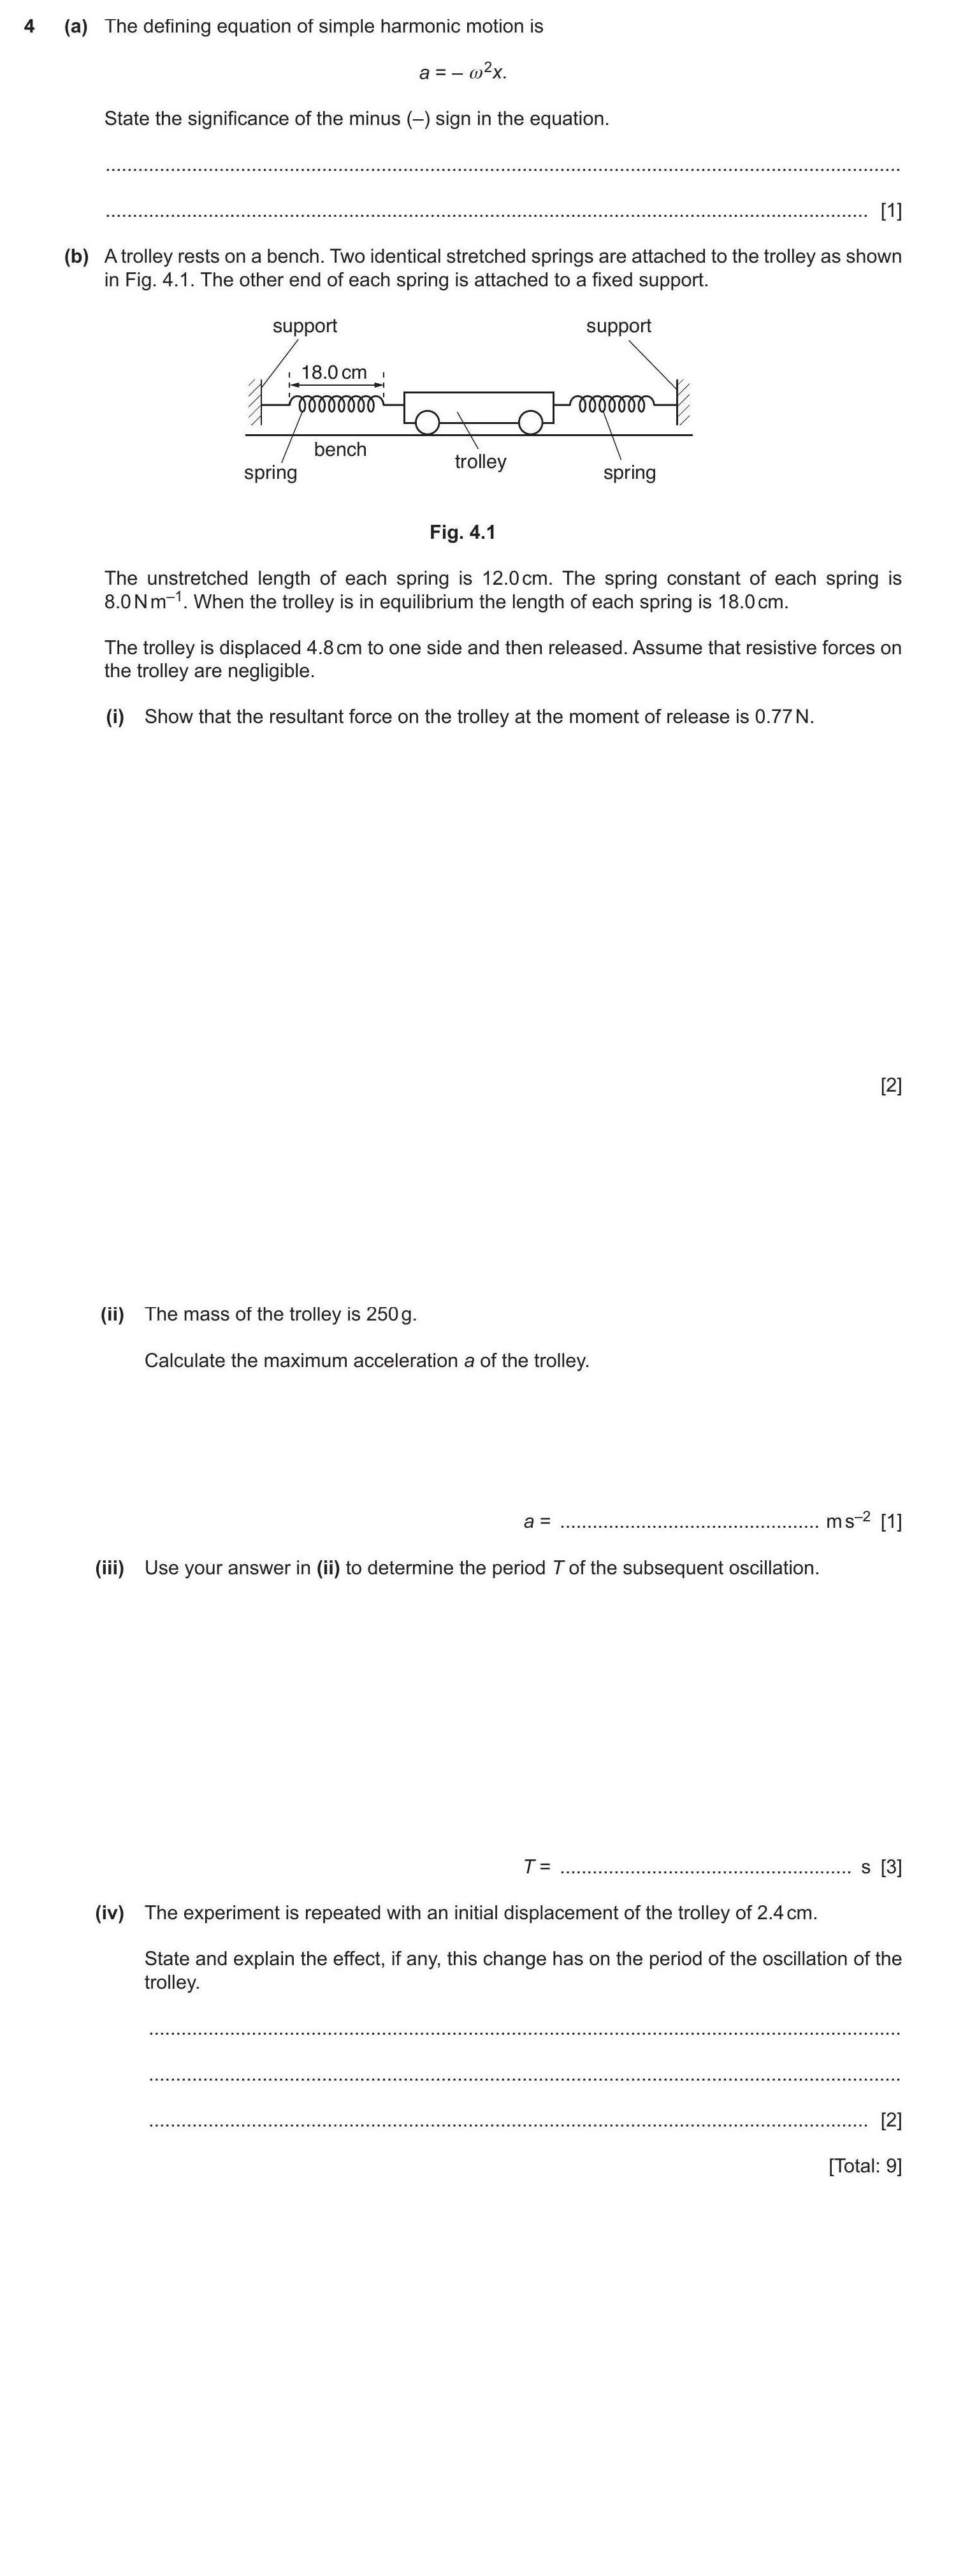 4 (a) The defining equation of simple harmonic motion is
a = – ω²x.
State the significance of the minus (–) sign in the equation.
.......................................................................................................................................................
................................................................................................................................................. [1]
(b) A trolley rests on a bench. Two identical stretched springs are attached to the trolley as shown
in Fig. 4.1. The other end of each spring is attached to a fixed support.
support support
18.0 cm
bench
trolley
spring spring
Fig. 4.1
The unstretched length of each spring is 12.0 cm. The spring constant of each spring is
8.0 N m⁻¹. When the trolley is in equilibrium the length of each spring is 18.0 cm.
The trolley is displaced 4.8 cm to one side and then released. Assume that resistive forces on
the trolley are negligible.
(i) Show that the resultant force on the trolley at the moment of release is 0.77 N.
[2]
(ii) The mass of the trolley is 250 g.
Calculate the maximum acceleration a of the trolley.
a = ................................................. m s⁻² [1]
(iii) Use your answer in (ii) to determine the period T of the subsequent oscillation.
T = ....................................................... s [3]
(iv) The experiment is repeated with an initial displacement of the trolley of 2.4 cm.
State and explain the effect, if any, this change has on the period of the oscillation of the
trolley.
...............................................................................................................................................
...............................................................................................................................................
......................................................................................................................................... [2]
[Total: 9]